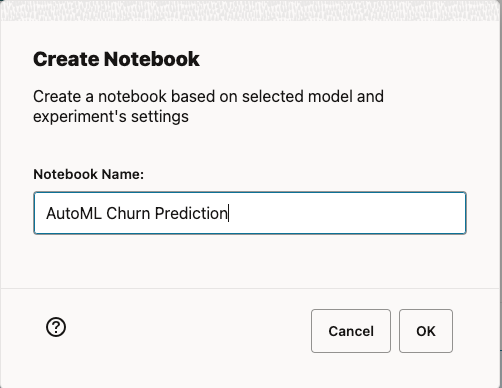 Create Notebook
Create a notebook based on selected model and
experiment's settings
Notebook Name:
AutoML Churn Prediction
?
Cancel
OK